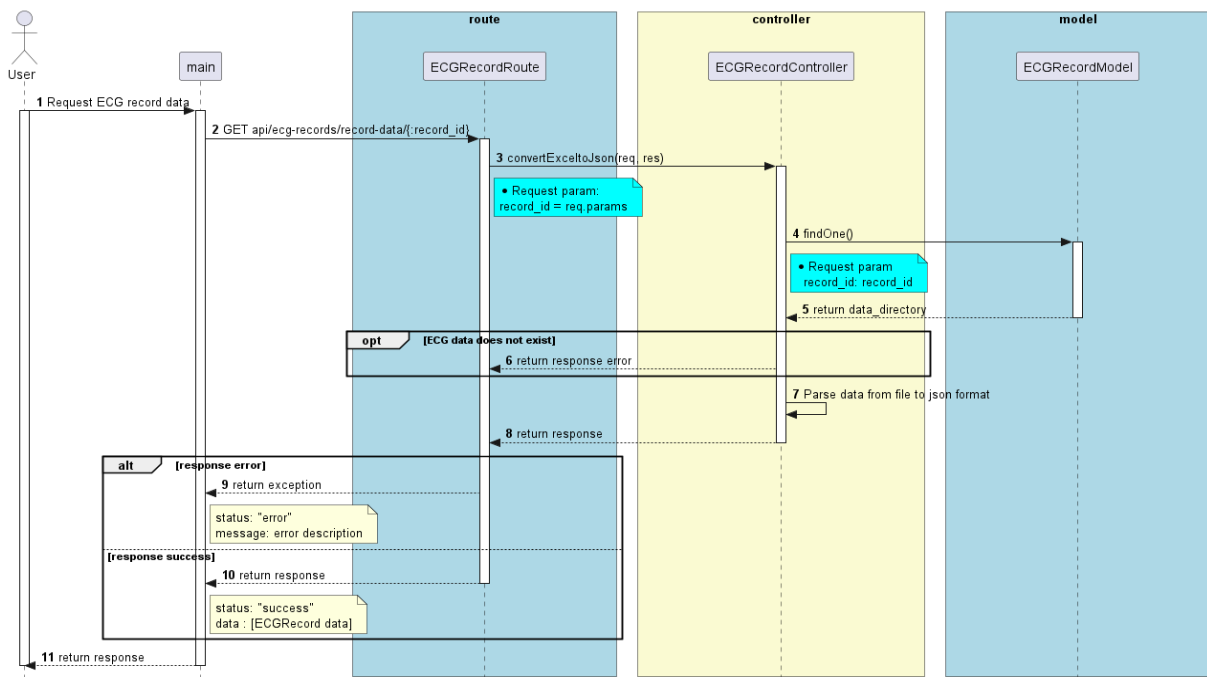 route
controller
model
User
main
ECGRecordRoute
ECGRecordController
ECGRecordModel
1 Request ECG record data
2 GET api/ecg-records/record-data/{:record_id}
3 convertExceltoJson(req, res)
• Request param:
record_id = req.params
4 findOne()
• Request param
record_id: record_id
5 return data_directory
opt [ECG data does not exist]
6 return response error
7 Parse data from file to json format
8 return response
alt [response error]
9 return exception
status: "error"
message: error description
[response success]
10 return response
status: "success"
data : [ECGRecord data]
11 return response